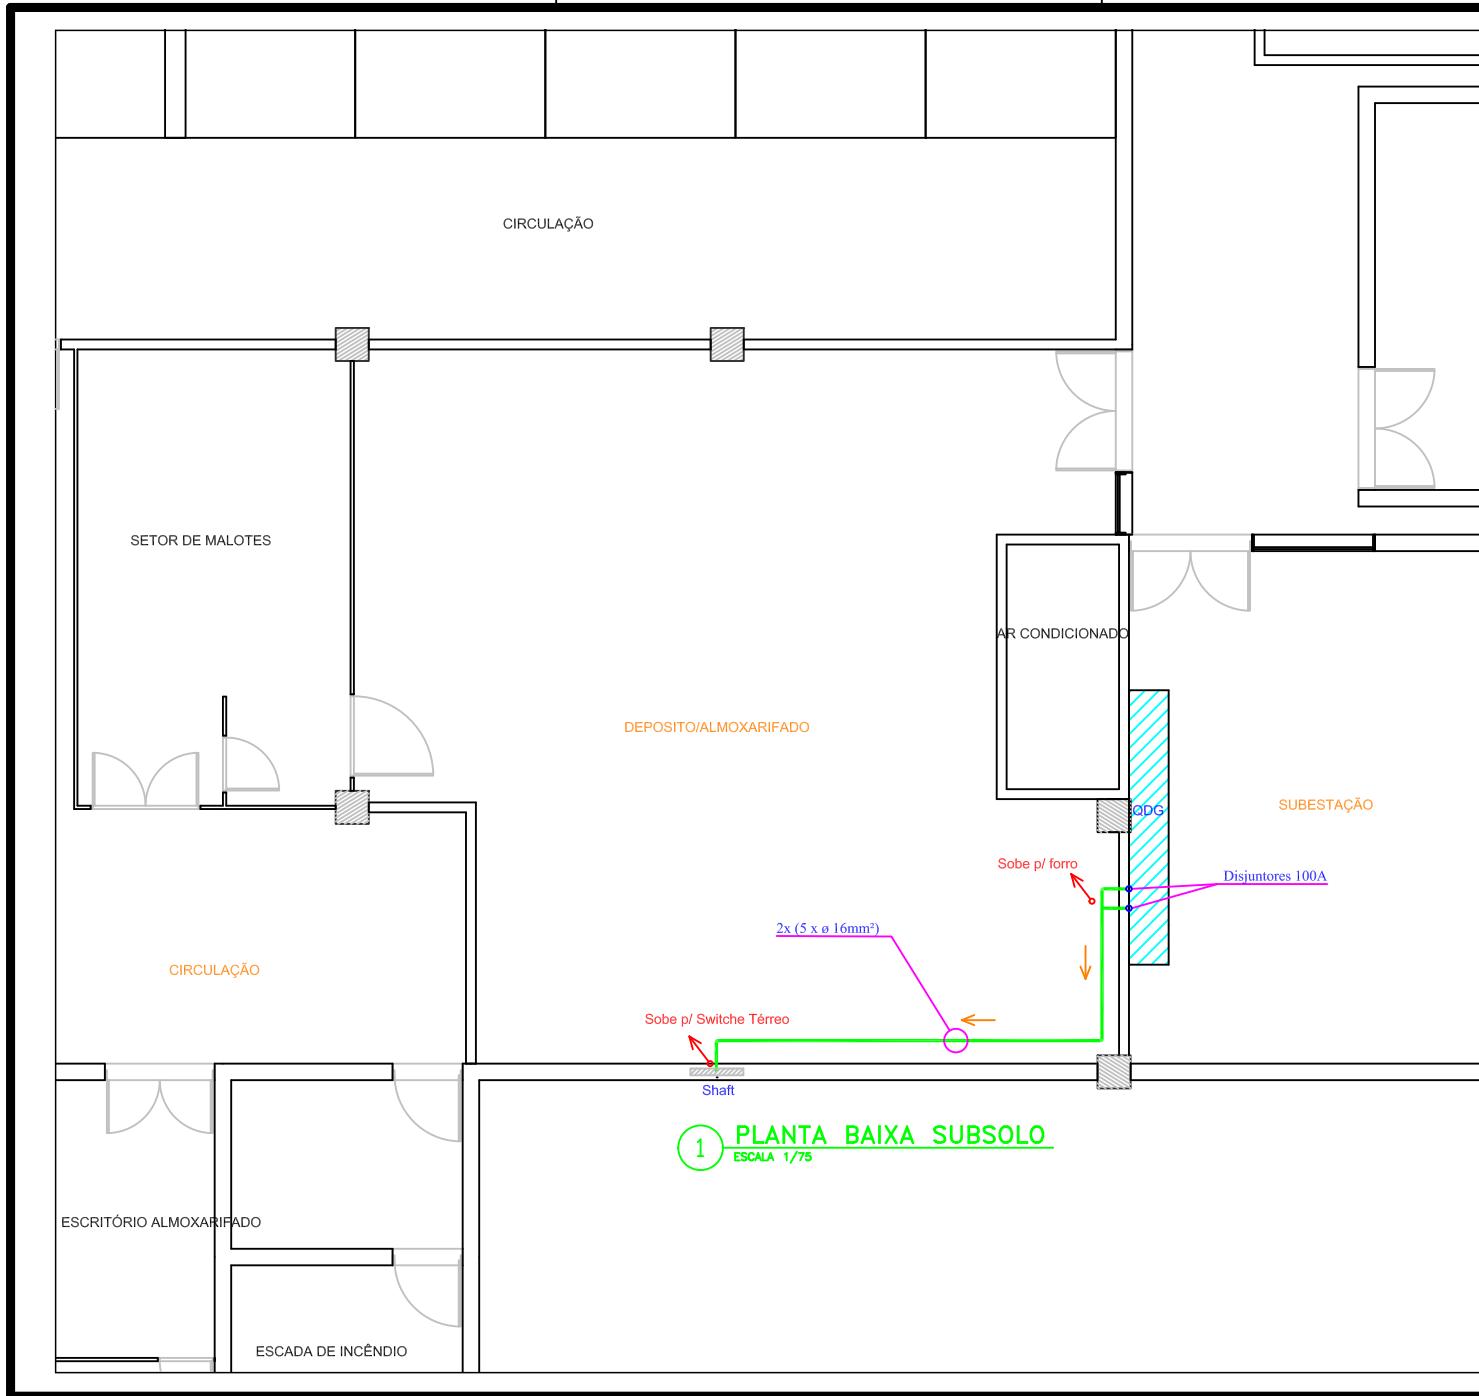 CIRCULAÇÃO
SETOR DE MALOTES
AR CONDICIONADO
DEPOSITO/ALMOXARIFADO
SUBESTAÇÃO
QDG
Sobe p/ forro
Disjuntores 100A
2x (5 x ø 16mm²)
CIRCULAÇÃO
Sobe p/ Switche Térreo
Shaft
1
PLANTA BAIXA SUBSOLO
ESCALA 1/75
ESCRITÓRIO ALMOXARIFADO
ESCADA DE INCÊNDIO